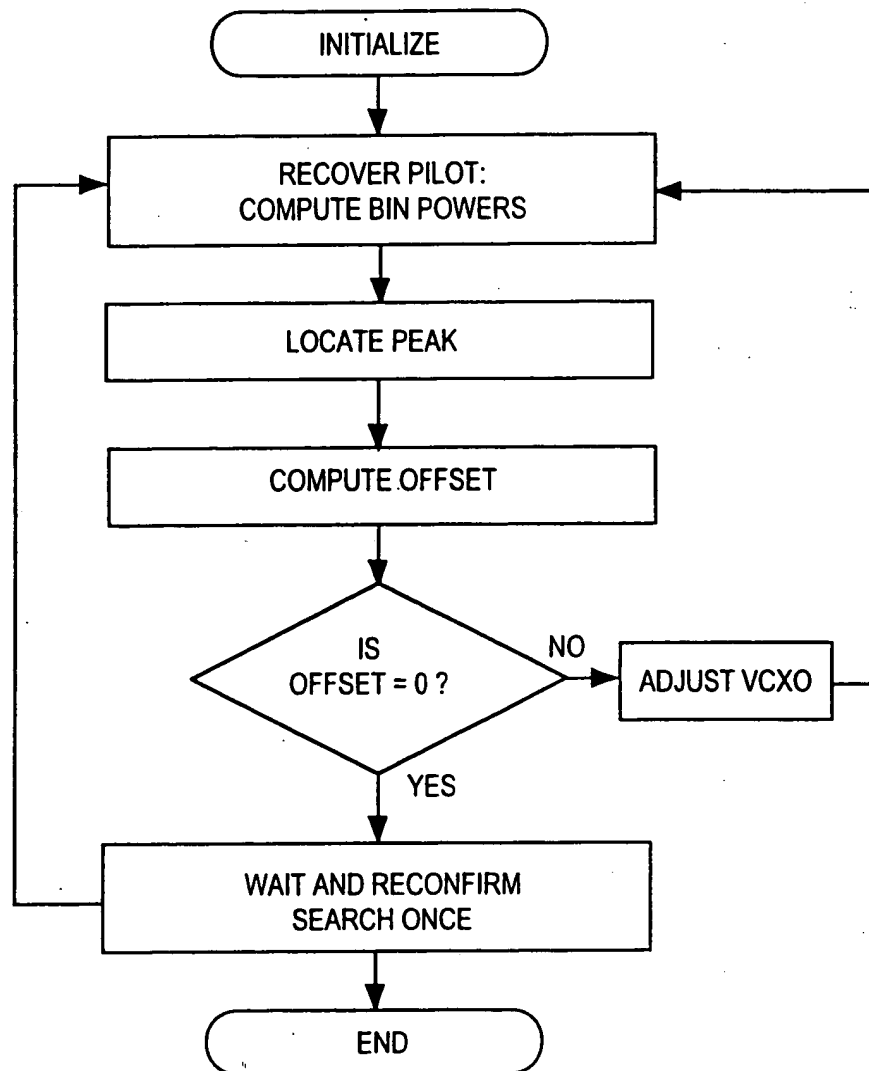 INITIALIZE
RECOVER PILOT:
COMPUTE BIN POWERS
LOCATE PEAK
COMPUTE OFFSET
IS
OFFSET = 0 ?
NO
ADJUST VCXO
YES
WAIT AND RECONFIRM
SEARCH ONCE
END